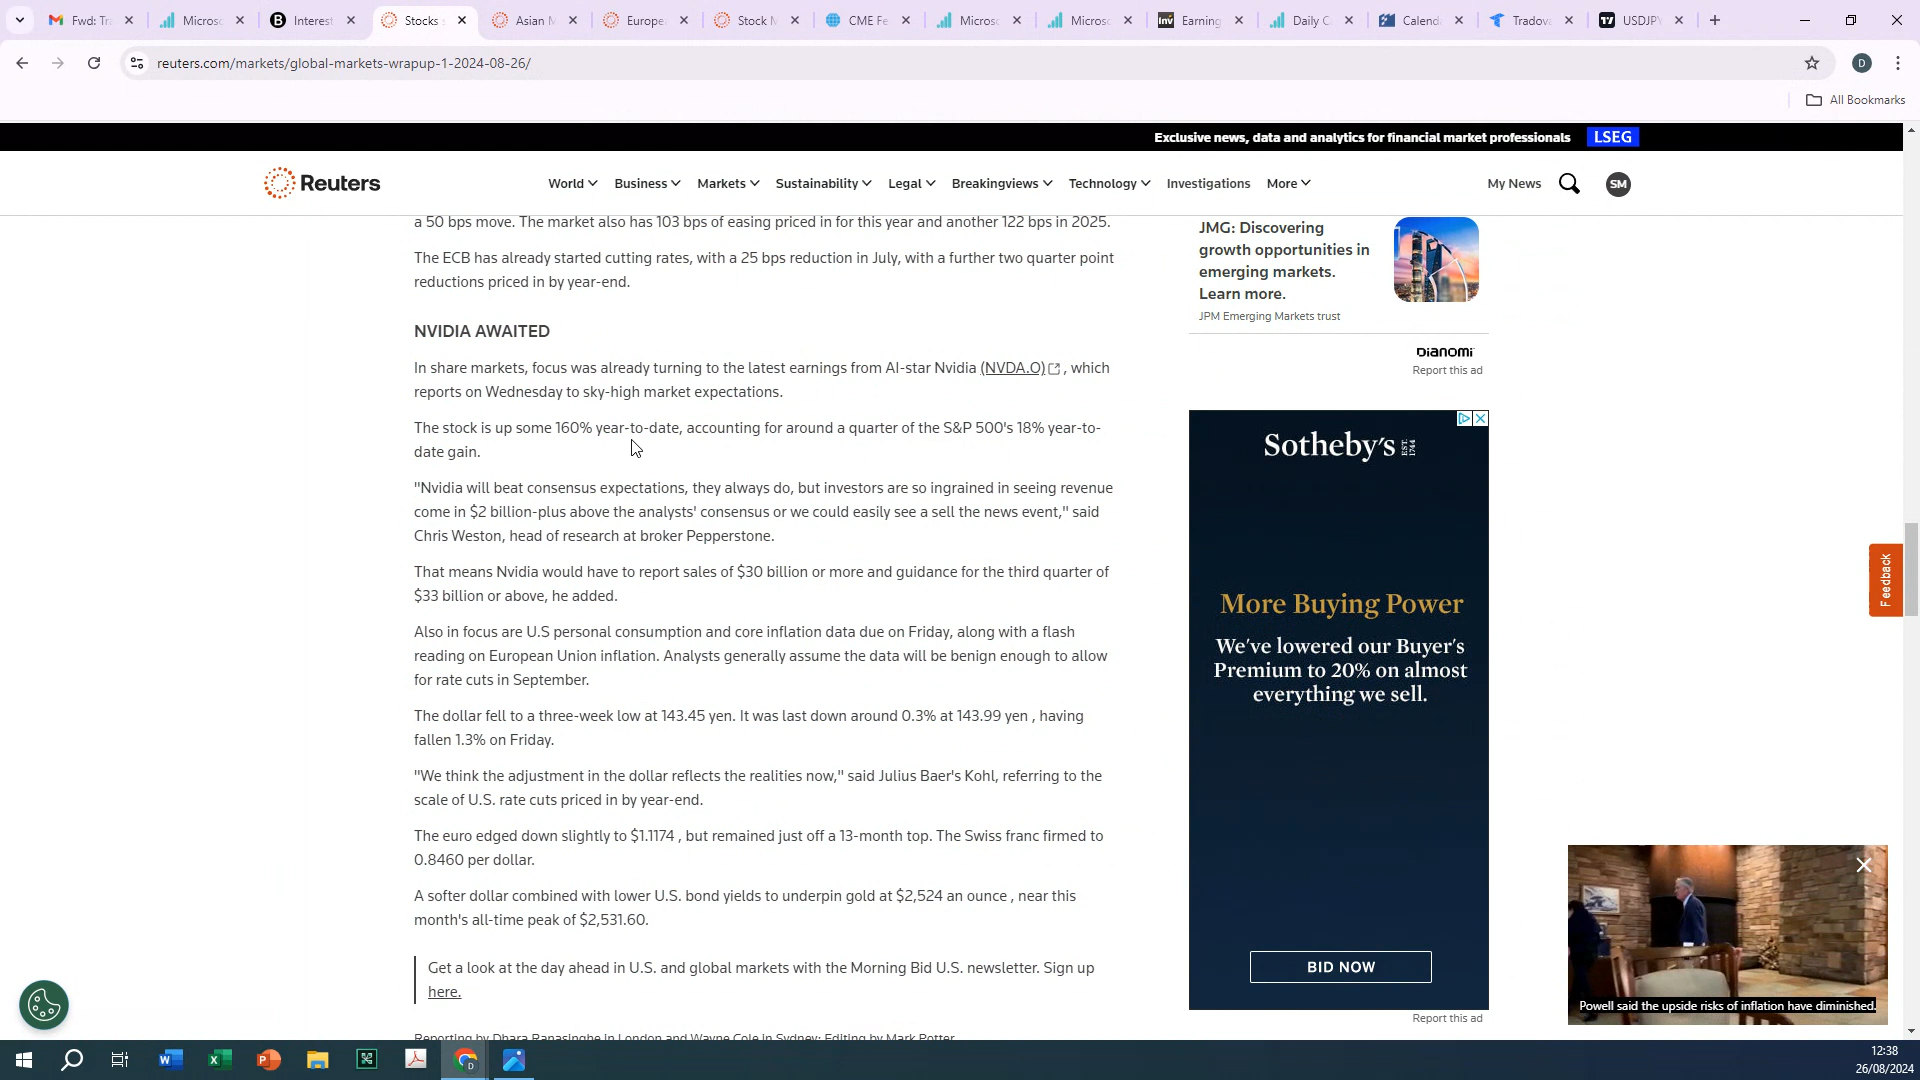 Fwd: Tra
Microso
Interest
Stocks s
Asian M
Europea
Stock M
CME Fe
Microso
Microso
Earning
Daily C
Calenda
Tradova
USDJPY
reuters.com/markets/global-markets-wrapup-1-2024-08-26/
D
All Bookmarks
Exclusive news, data and analytics for financial market professionals LSEG
Reuters
World
Business
Markets
Sustainability
Legal
Breakingviews
Technology
Investigations
More
My News
SM
a 50 bps move. The market also has 103 bps of easing priced in for this year and another 122 bps in 2025.
The ECB has already started cutting rates, with a 25 bps reduction in July, with a further two quarter point
reductions priced in by year-end.
NVIDIA AWAITED
In share markets, focus was already turning to the latest earnings from AI-star Nvidia (NVDA.O) , which
reports on Wednesday to sky-high market expectations.
The stock is up some 160% year-to-date, accounting for around a quarter of the S&P 500's 18% year-to-
date gain.
"Nvidia will beat consensus expectations, they always do, but investors are so ingrained in seeing revenue
come in $2 billion-plus above the analysts' consensus or we could easily see a sell the news event," said
Chris Weston, head of research at broker Pepperstone.
That means Nvidia would have to report sales of $30 billion or more and guidance for the third quarter of
$33 billion or above, he added.
Also in focus are U.S personal consumption and core inflation data due on Friday, along with a flash
reading on European Union inflation. Analysts generally assume the data will be benign enough to allow
for rate cuts in September.
The dollar fell to a three-week low at 143.45 yen. It was last down around 0.3% at 143.99 yen , having
fallen 1.3% on Friday.
"We think the adjustment in the dollar reflects the realities now," said Julius Baer's Kohl, referring to the
scale of U.S. rate cuts priced in by year-end.
The euro edged down slightly to $1.1174 , but remained just off a 13-month top. The Swiss franc firmed to
0.8460 per dollar.
A softer dollar combined with lower U.S. bond yields to underpin gold at $2,524 an ounce , near this
month's all-time peak of $2,531.60.
Get a look at the day ahead in U.S. and global markets with the Morning Bid U.S. newsletter. Sign up
here.
Reporting by Dhara Ranasinghe in London and Wayne Cole in Sydney; Editing by Mark Potter
JMG: Discovering
growth opportunities in
emerging markets.
Learn more.
JPM Emerging Markets trust
DIANOMI
Report this ad
Sotheby's EST. 1744
More Buying Power
We've lowered our Buyer's
Premium to 20% on almost
everything we sell.
BID NOW
Report this ad
Feedback
Powell said the upside risks of inflation have diminished.
12:38
26/08/2024